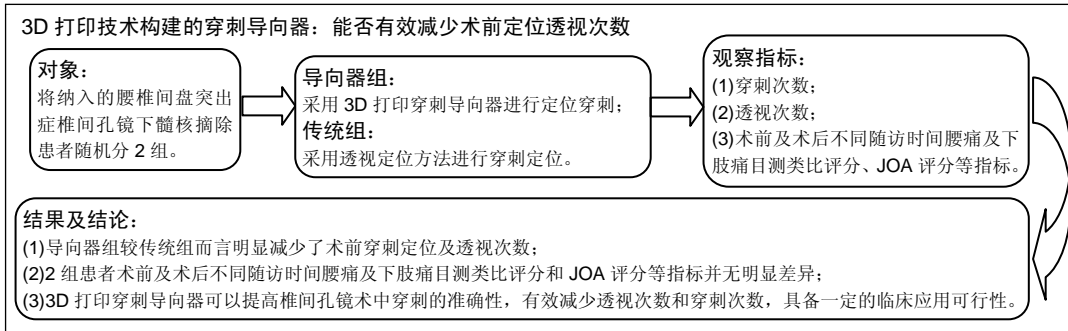 3D 打印技术构建的穿刺导向器：能否有效减少术前定位透视次数
对象：
将纳入的腰椎间盘突出
症椎间孔镜下髓核摘除
患者随机分 2 组。
导向器组：
采用 3D 打印穿刺导向器进行定位穿刺；
传统组：
采用透视定位方法进行穿刺定位。
观察指标：
(1)穿刺次数；
(2)透视次数；
(3)术前及术后不同随访时间腰痛及下
肢痛目测类比评分、JOA 评分等指标。
结果及结论：
(1)导向器组较传统组而言明显减少了术前穿刺定位及透视次数；
(2)2 组患者术前及术后不同随访时间腰痛及下肢痛目测类比评分和 JOA 评分等指标并无明显差异；
(3)3D 打印穿刺导向器可以提高椎间孔镜术中穿刺的准确性，有效减少透视次数和穿刺次数，具备一定的临床应用可行性。